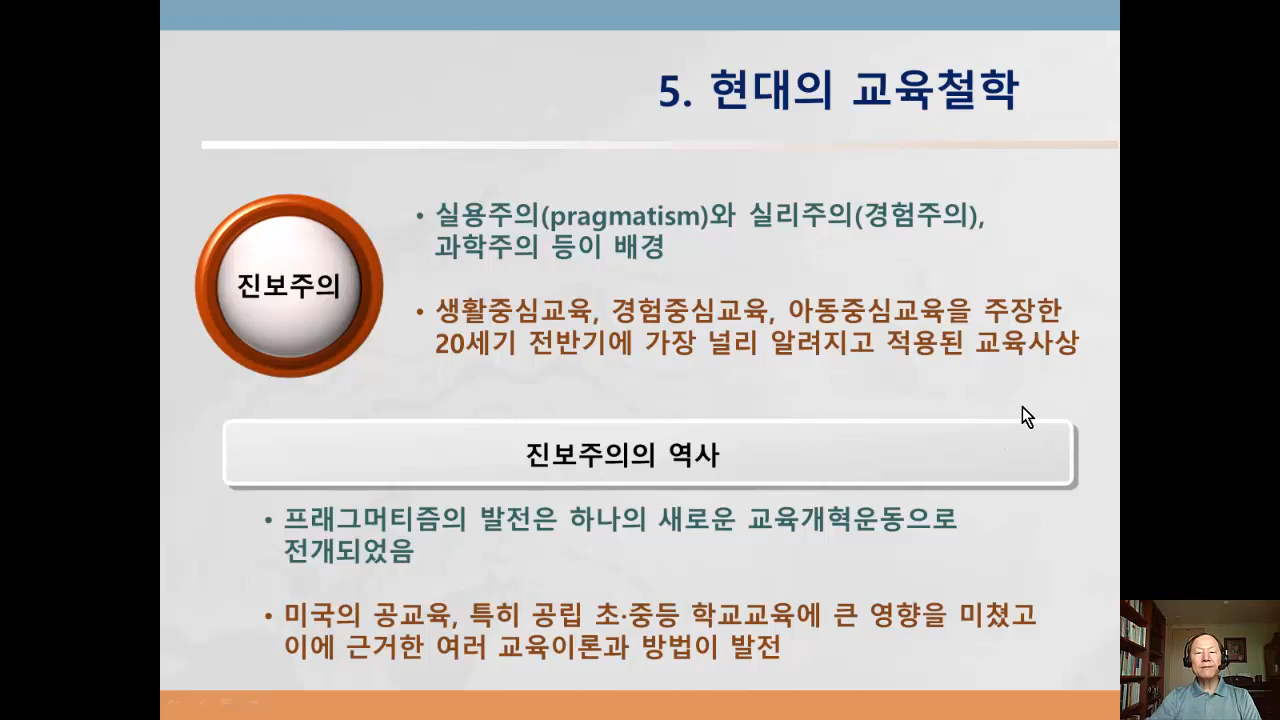 5. 현대의 교육철학
진보주의
• 실용주의(pragmatism)와 실리주의(경험주의),
과학주의 등이 배경
• 생활중심교육, 경험중심교육, 아동중심교육을 주장한
20세기 전반기에 가장 널리 알려지고 적용된 교육사상
진보주의의 역사
• 프래그머티즘의 발전은 하나의 새로운 교육개혁운동으로
전개되었음
• 미국의 공교육, 특히 공립 초·중등 학교교육에 큰 영향을 미쳤고
이에 근거한 여러 교육이론과 방법이 발전